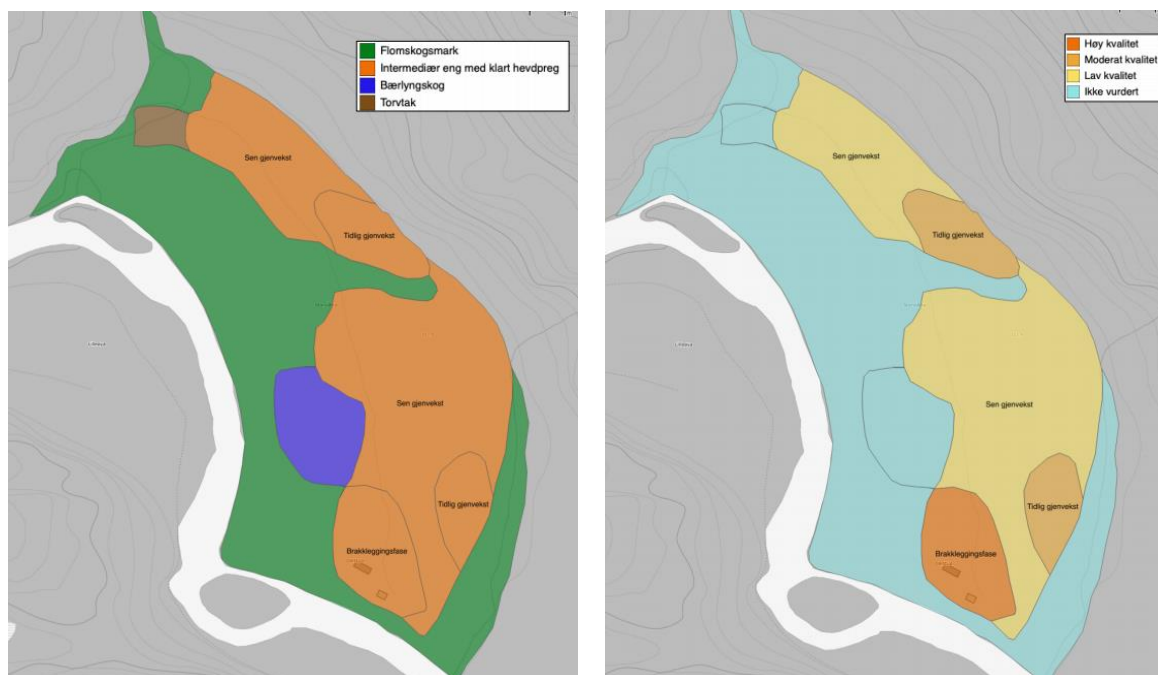 Flomskogsmark
Intermediær eng med klart hevdpreg
Bærlyngskog
Torvtak
Sen gjenvekst
Tidlig gjenvekst
Sen gjenvekst
Tidlig gjenvekst
Brakkleggingsfase
Høy kvalitet
Moderat kvalitet
Lav kvalitet
Ikke vurdert
Sen gjenvekst
Tidlig gjenvekst
Sen gjenvekst
Tidlig gjenvekst
Brakkleggingsfase